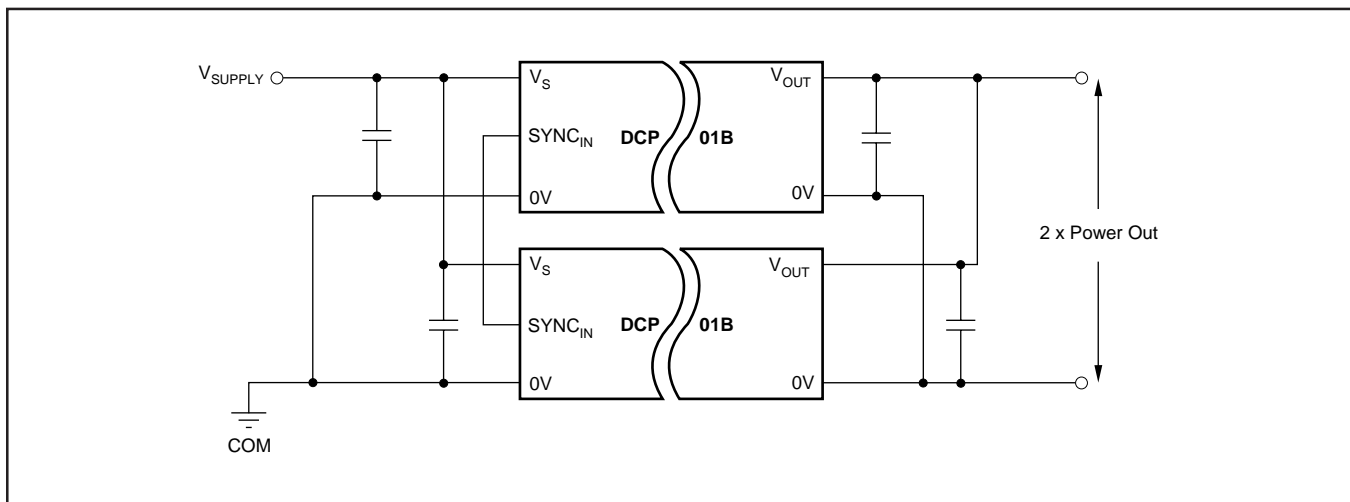 V_SUPPLY
V_S
V_OUT
SYNC_IN
DCP 01B
0V
0V
2 x Power Out
V_S
V_OUT
SYNC_IN
DCP 01B
0V
0V
COM